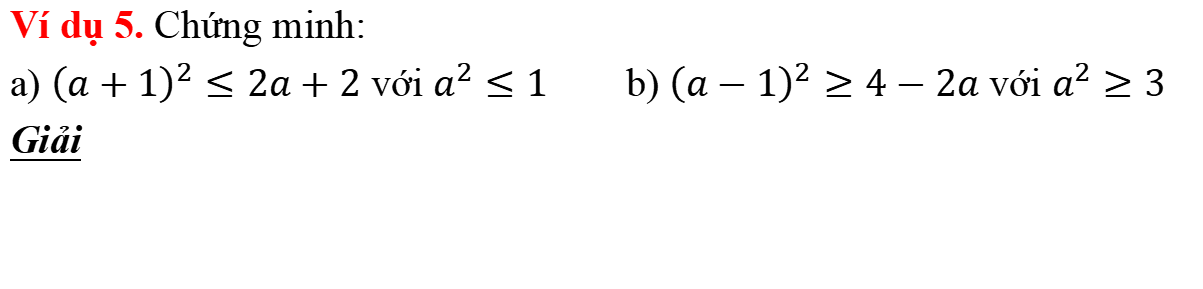 Ví dụ 5. Chứng minh:
a) (a + 1)² ≤ 2a + 2 với a² ≤ 1 b) (a − 1)² ≥ 4 − 2a với a² ≥ 3
Giải